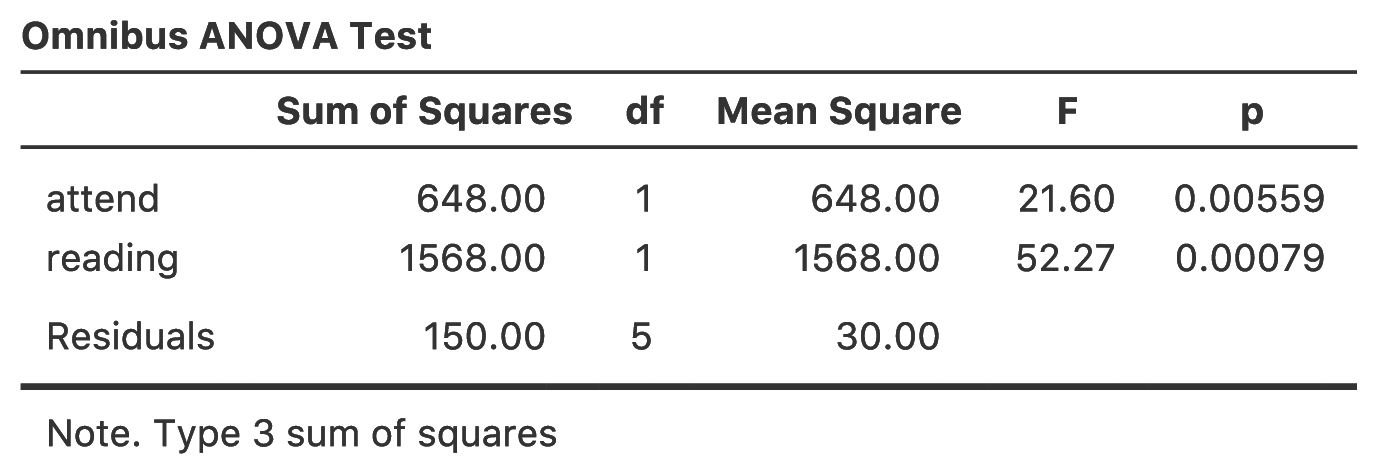 Omnibus ANOVA Test
Sum of Squares df Mean Square F p
attend 648.00 1 648.00 21.60 0.00559
reading 1568.00 1 1568.00 52.27 0.00079
Residuals 150.00 5 30.00
Note. Type 3 sum of squares